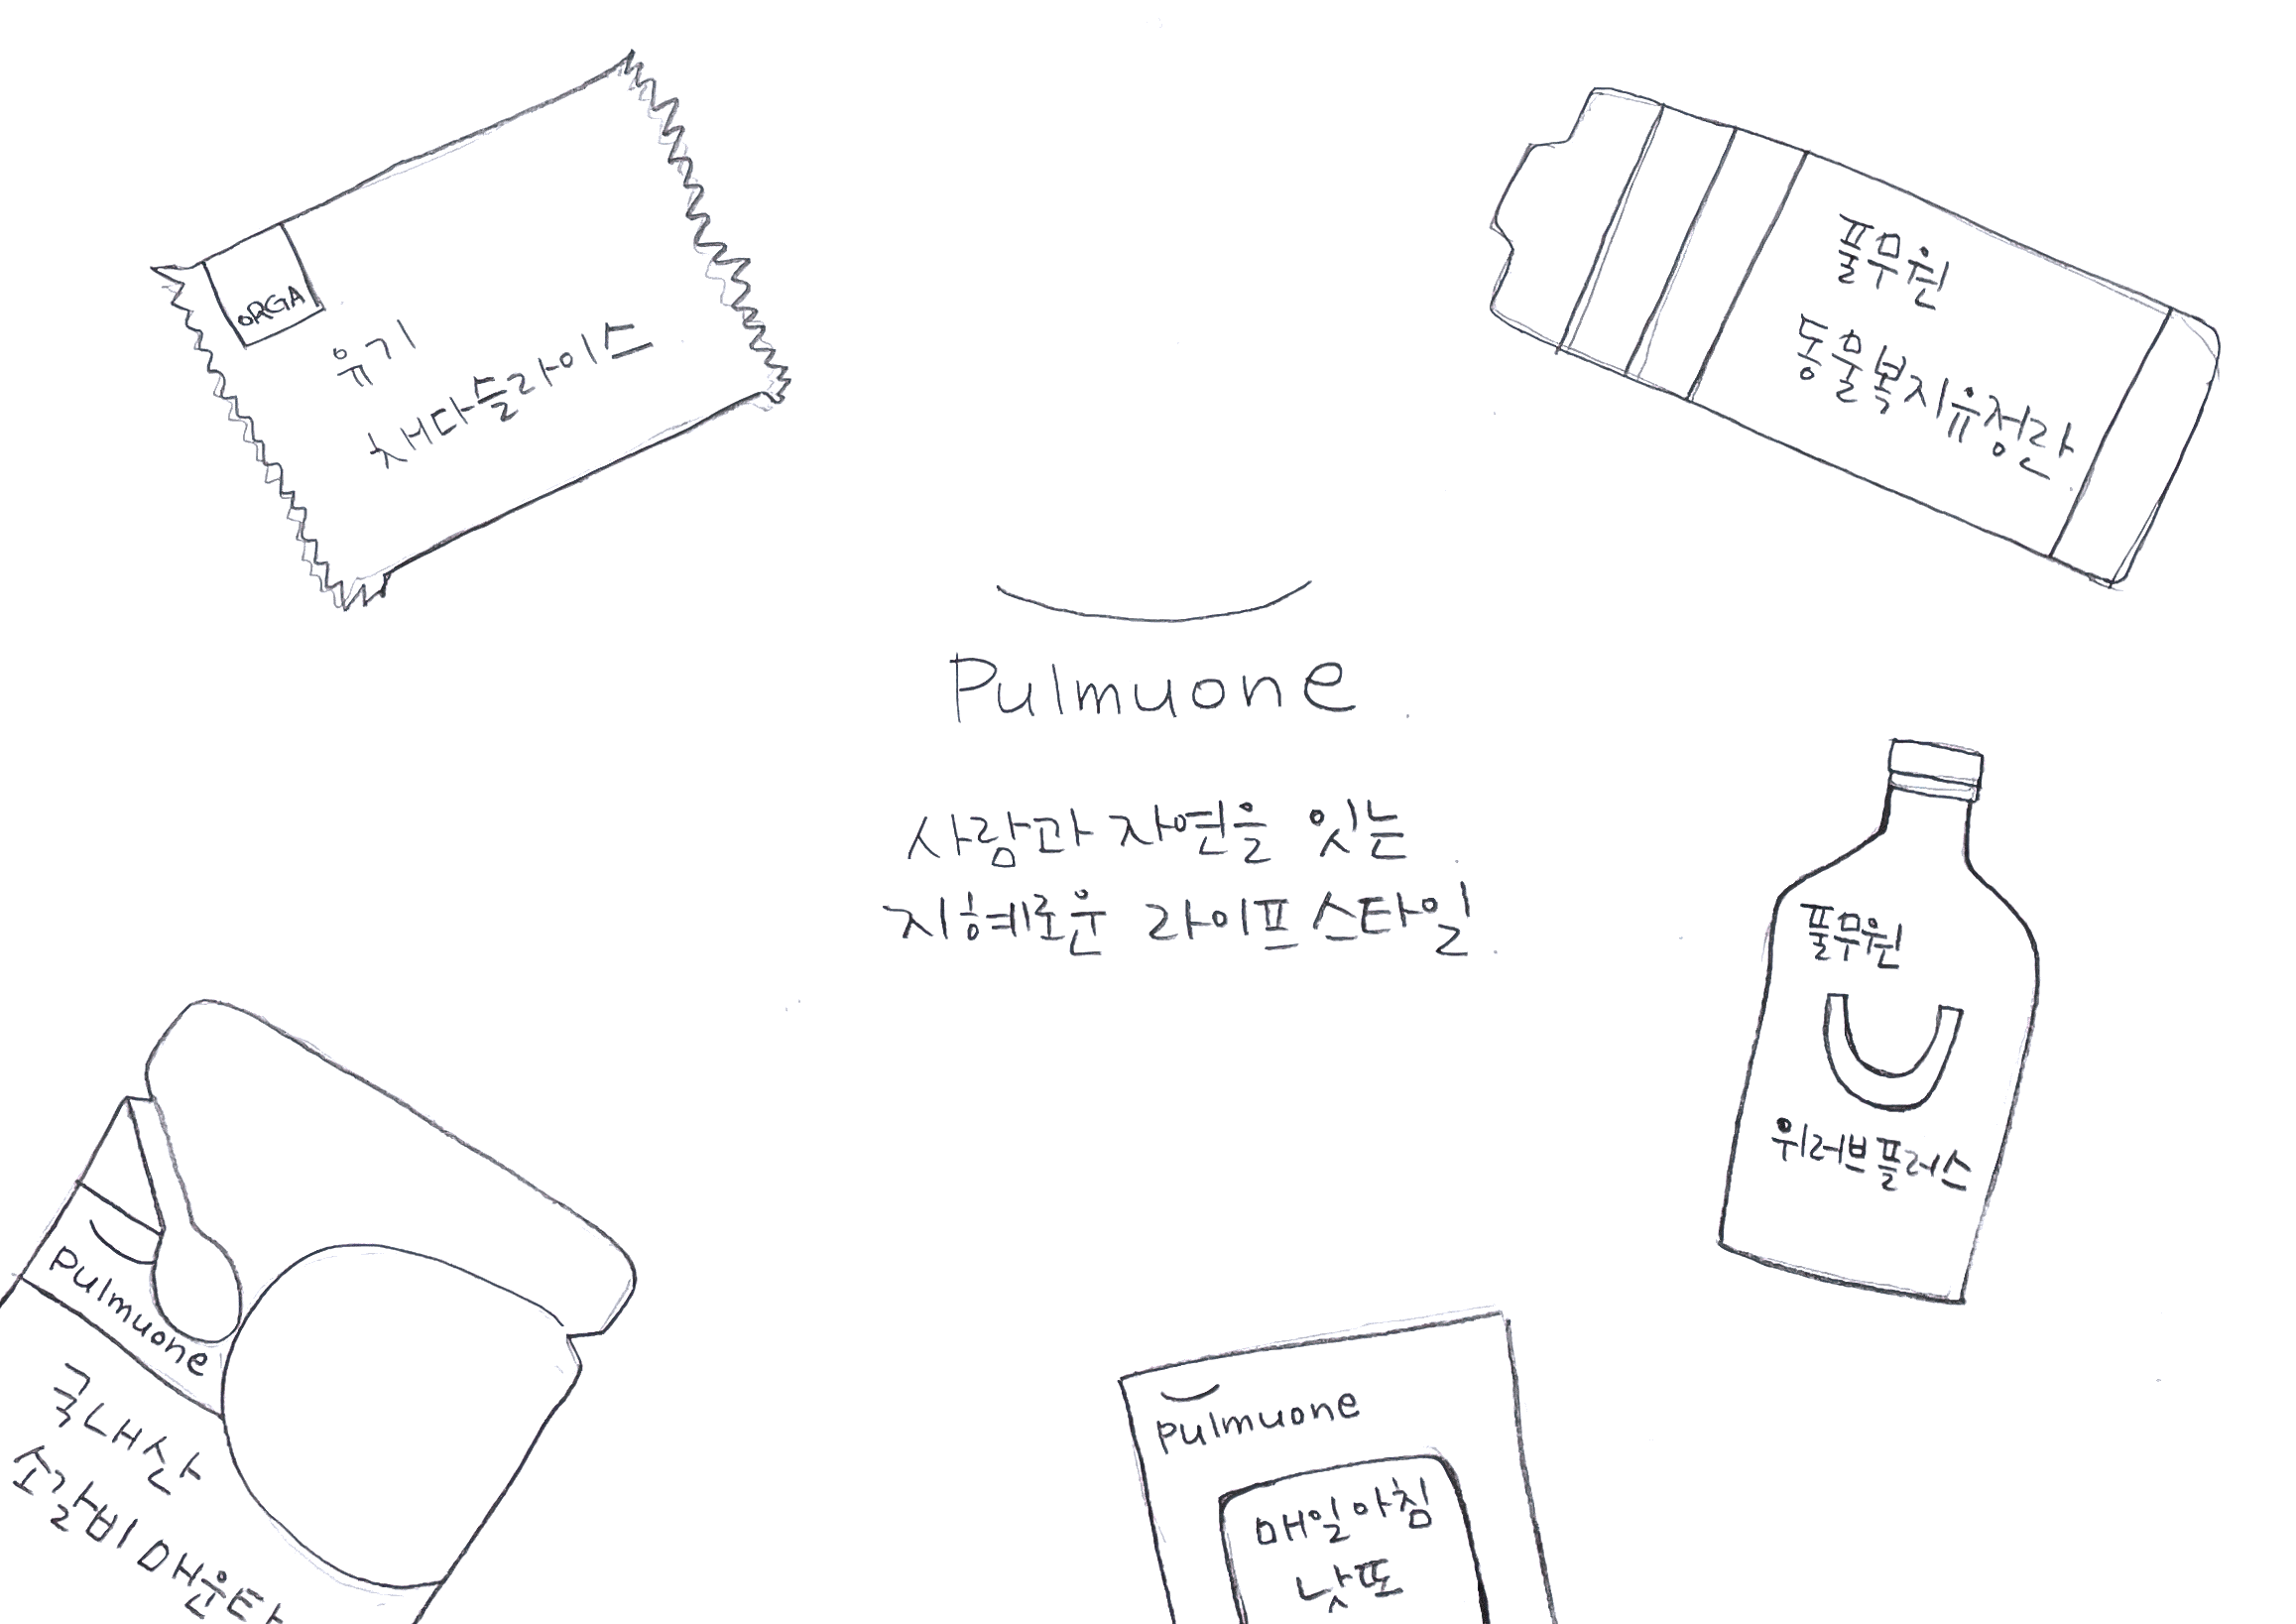 ORGA
유기
체다슬라이스
풀무원
동물복지유정란
Pulmuone
사람과 자연을 잇는
지혜로운 라이프스타일
풀무원
위러브플러스
Pulmuone
국내산
소갈비매운탕
pulmuone
매일아침
낫또